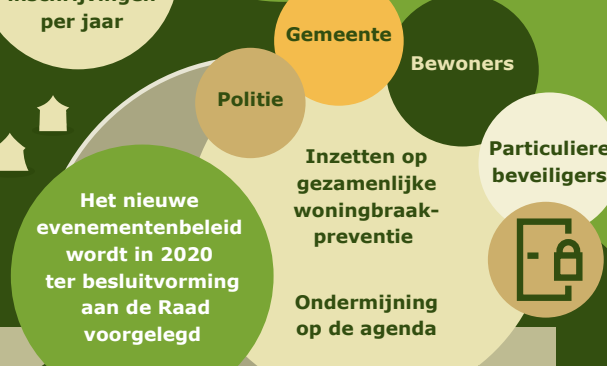 per jaar
Gemeente
Bewoners
Politie
Particuliere
beveiligers
Inzetten op
gezamenlijke
woningbraak-
preventie
Het nieuwe
evenementenbeleid
wordt in 2020
ter besluitvorming
aan de Raad
voorgelegd
Ondermijning
op de agenda